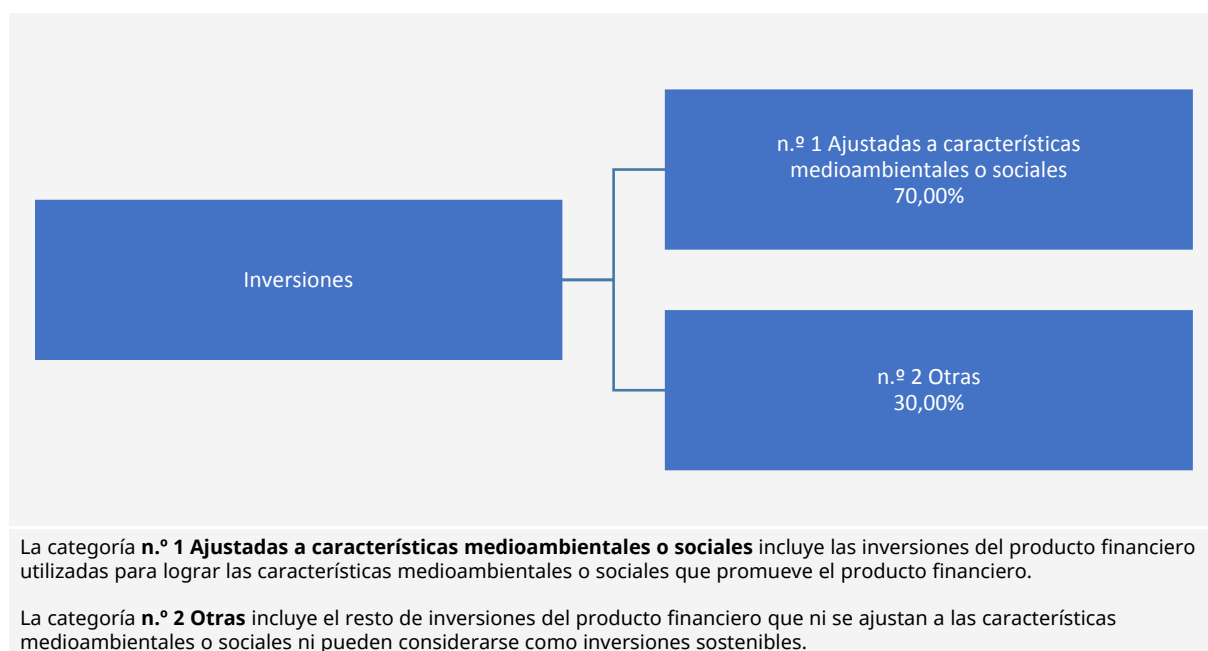 n.º 1 Ajustadas a características
medioambientales o sociales
70,00%
Inversiones
n.º 2 Otras
30,00%
La categoría n.º 1 Ajustadas a características medioambientales o sociales incluye las inversiones del producto financiero
utilizadas para lograr las características medioambientales o sociales que promueve el producto financiero.
La categoría n.º 2 Otras incluye el resto de inversiones del producto financiero que ni se ajustan a las características
medioambientales o sociales ni pueden considerarse como inversiones sostenibles.